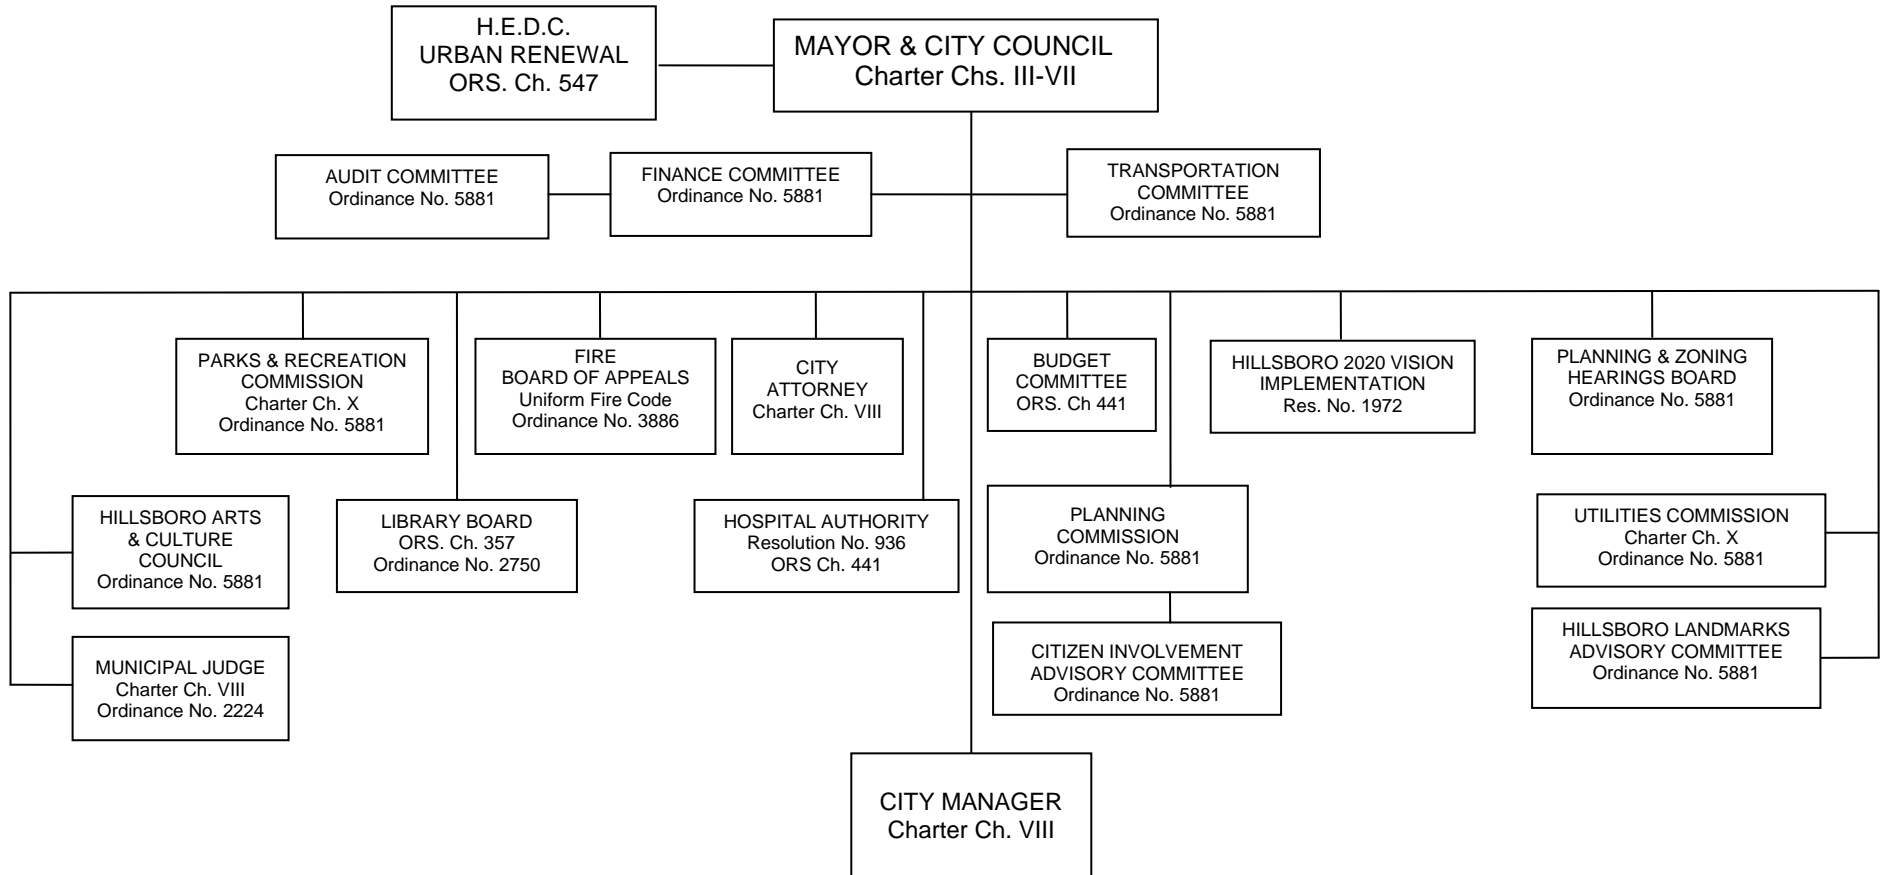 H.E.D.C.
URBAN RENEWAL
ORS. Ch. 547
MAYOR & CITY COUNCIL
Charter Chs. III-VII
AUDIT COMMITTEE
Ordinance No. 5881
FINANCE COMMITTEE
Ordinance No. 5881
TRANSPORTATION
COMMITTEE
Ordinance No. 5881
PARKS & RECREATION
COMMISSION
Charter Ch. X
Ordinance No. 5881
FIRE
BOARD OF APPEALS
Uniform Fire Code
Ordinance No. 3886
CITY
ATTORNEY
Charter Ch. VIII
BUDGET
COMMITTEE
ORS. Ch 441
HILLSBORO 2020 VISION
IMPLEMENTATION
Res. No. 1972
PLANNING & ZONING
HEARINGS BOARD
Ordinance No. 5881
HILLSBORO ARTS
& CULTURE
COUNCIL
Ordinance No. 5881
LIBRARY BOARD
ORS. Ch. 357
Ordinance No. 2750
HOSPITAL AUTHORITY
Resolution No. 936
ORS Ch. 441
PLANNING
COMMISSION
Ordinance No. 5881
UTILITIES COMMISSION
Charter Ch. X
Ordinance No. 5881
MUNICIPAL JUDGE
Charter Ch. VIII
Ordinance No. 2224
CITIZEN INVOLVEMENT
ADVISORY COMMITTEE
Ordinance No. 5881
HILLSBORO LANDMARKS
ADVISORY COMMITTEE
Ordinance No. 5881
CITY MANAGER
Charter Ch. VIII